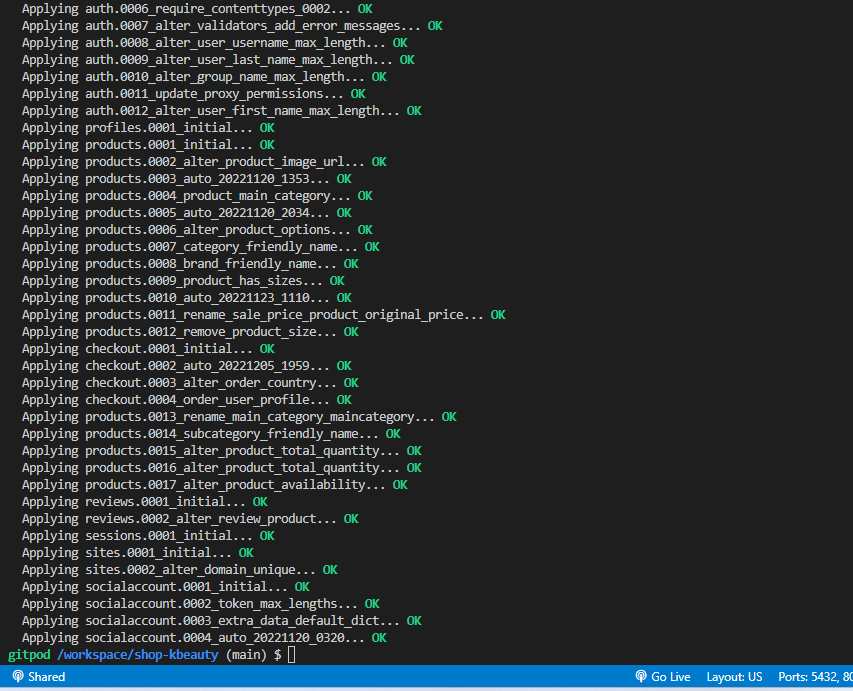 Applying auth.0006_require_contenttypes_0002... OK
Applying auth.0007_alter_validators_add_error_messages... OK
Applying auth.0008_alter_user_username_max_length... OK
Applying auth.0009_alter_user_last_name_max_length... OK
Applying auth.0010_alter_group_name_max_length... OK
Applying auth.0011_update_proxy_permissions... OK
Applying auth.0012_alter_user_first_name_max_length... OK
Applying profiles.0001_initial... OK
Applying products.0001_initial... OK
Applying products.0002_alter_product_image_url... OK
Applying products.0003_auto_20221120_1353... OK
Applying products.0004_product_main_category... OK
Applying products.0005_auto_20221120_2034... OK
Applying products.0006_alter_product_options... OK
Applying products.0007_category_friendly_name... OK
Applying products.0008_brand_friendly_name... OK
Applying products.0009_product_has_sizes... OK
Applying products.0010_auto_20221123_1110... OK
Applying products.0011_rename_sale_price_product_original_price... OK
Applying products.0012_remove_product_size... OK
Applying checkout.0001_initial... OK
Applying checkout.0002_auto_20221205_1959... OK
Applying checkout.0003_alter_order_country... OK
Applying checkout.0004_order_user_profile... OK
Applying products.0013_rename_main_category_maincategory... OK
Applying products.0014_subcategory_friendly_name... OK
Applying products.0015_alter_product_total_quantity... OK
Applying products.0016_alter_product_total_quantity... OK
Applying products.0017_alter_product_availability... OK
Applying reviews.0001_initial... OK
Applying reviews.0002_alter_review_product... OK
Applying sessions.0001_initial... OK
Applying sites.0001_initial... OK
Applying sites.0002_alter_domain_unique... OK
Applying socialaccount.0001_initial... OK
Applying socialaccount.0002_token_max_lengths... OK
Applying socialaccount.0003_extra_data_default_dict... OK
Applying socialaccount.0004_auto_20221120_0320... OK
gitpod /workspace/shop-kbeauty (main) $
Shared Go Live Layout: US Ports: 5432, 80